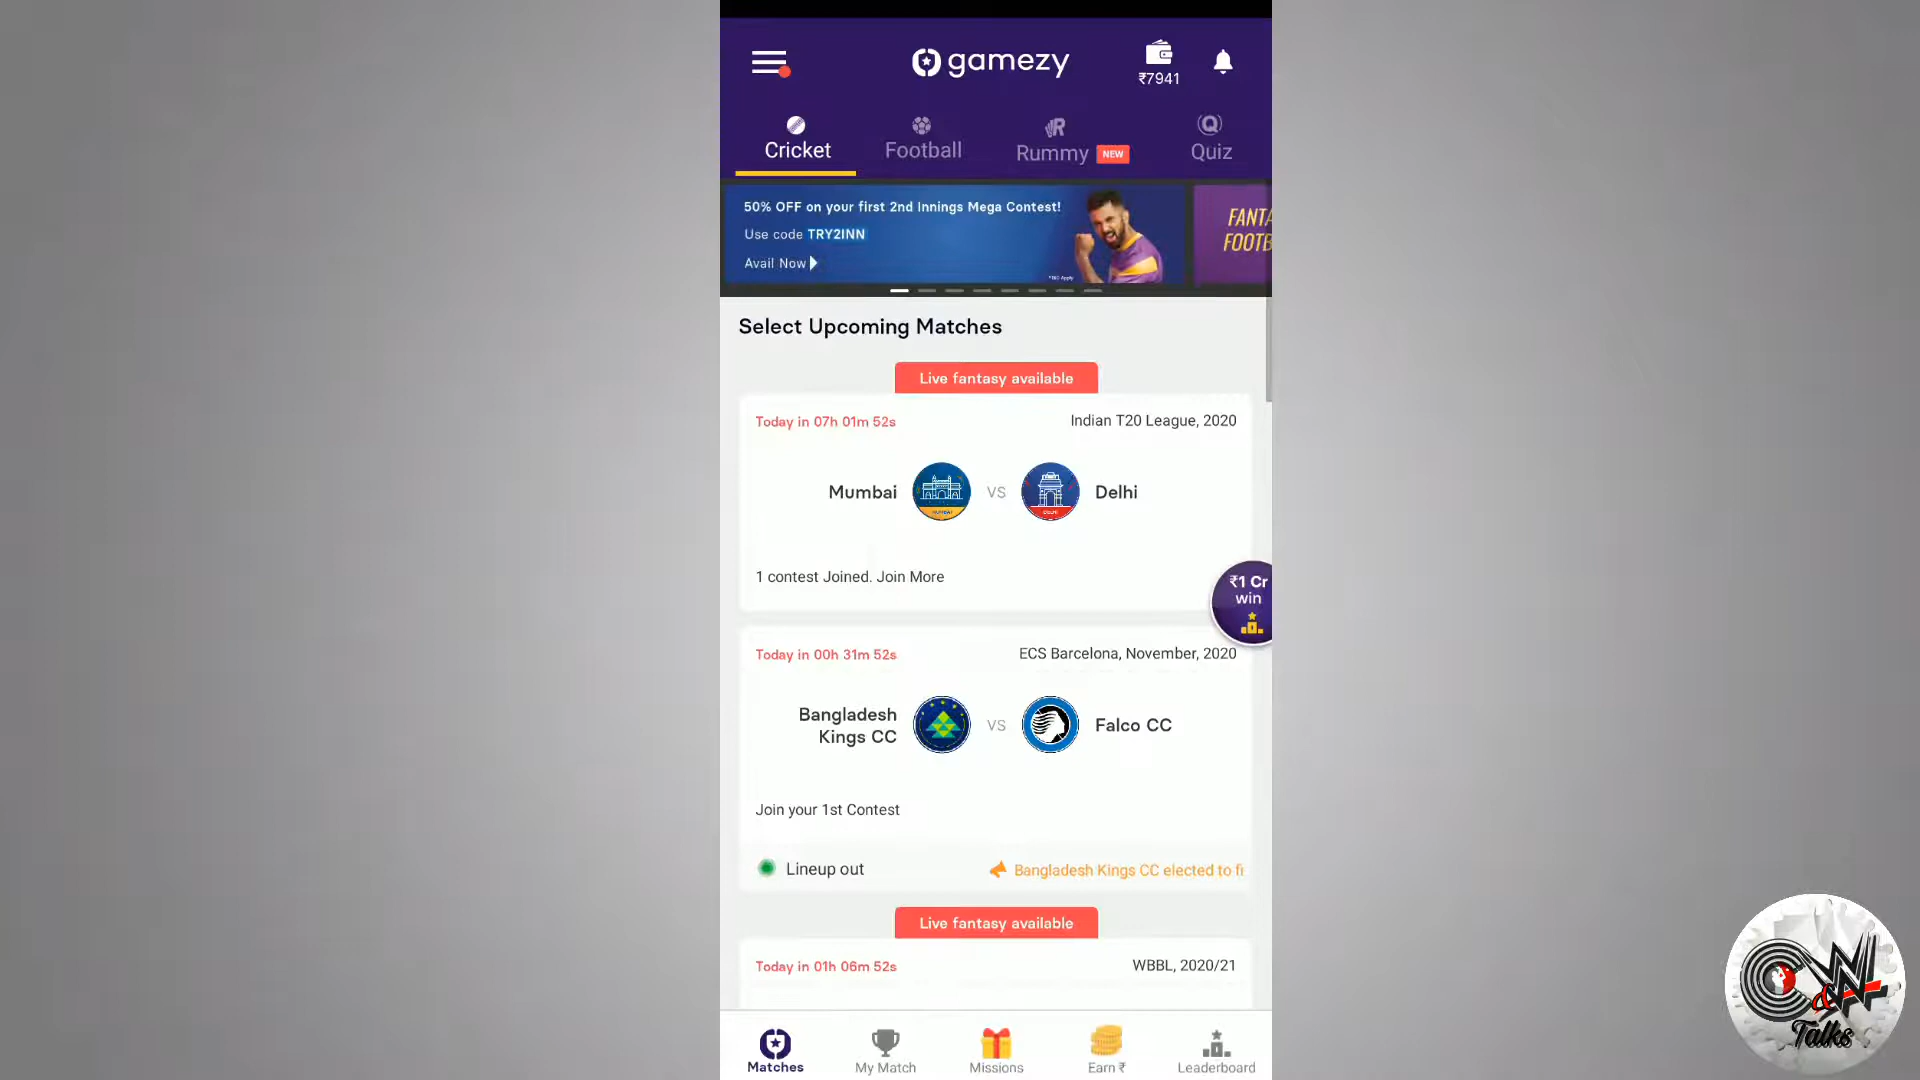 gamezy
₹7941
Cricket
Football
Rummy NEW
Quiz
50% OFF on your first 2nd Innings Mega Contest!
Use code TRY2INN
Avail Now
*T&C Apply
FANTA
FOOTB
Select Upcoming Matches
Live fantasy available
Today in 07h 01m 52s
Indian T20 League, 2020
Mumbai
MUMBAI
VS
DELHI
Delhi
1 contest Joined. Join More
₹1 Cr
win
Today in 00h 31m 52s
ECS Barcelona, November, 2020
Bangladesh
Kings CC
VS
Falco CC
Join your 1st Contest
Lineup out
Bangladesh Kings CC elected to fi
Live fantasy available
Today in 01h 06m 52s
WBBL, 2020/21
Matches
My Match
Missions
Earn ₹
Leaderboard
C&W
Talks